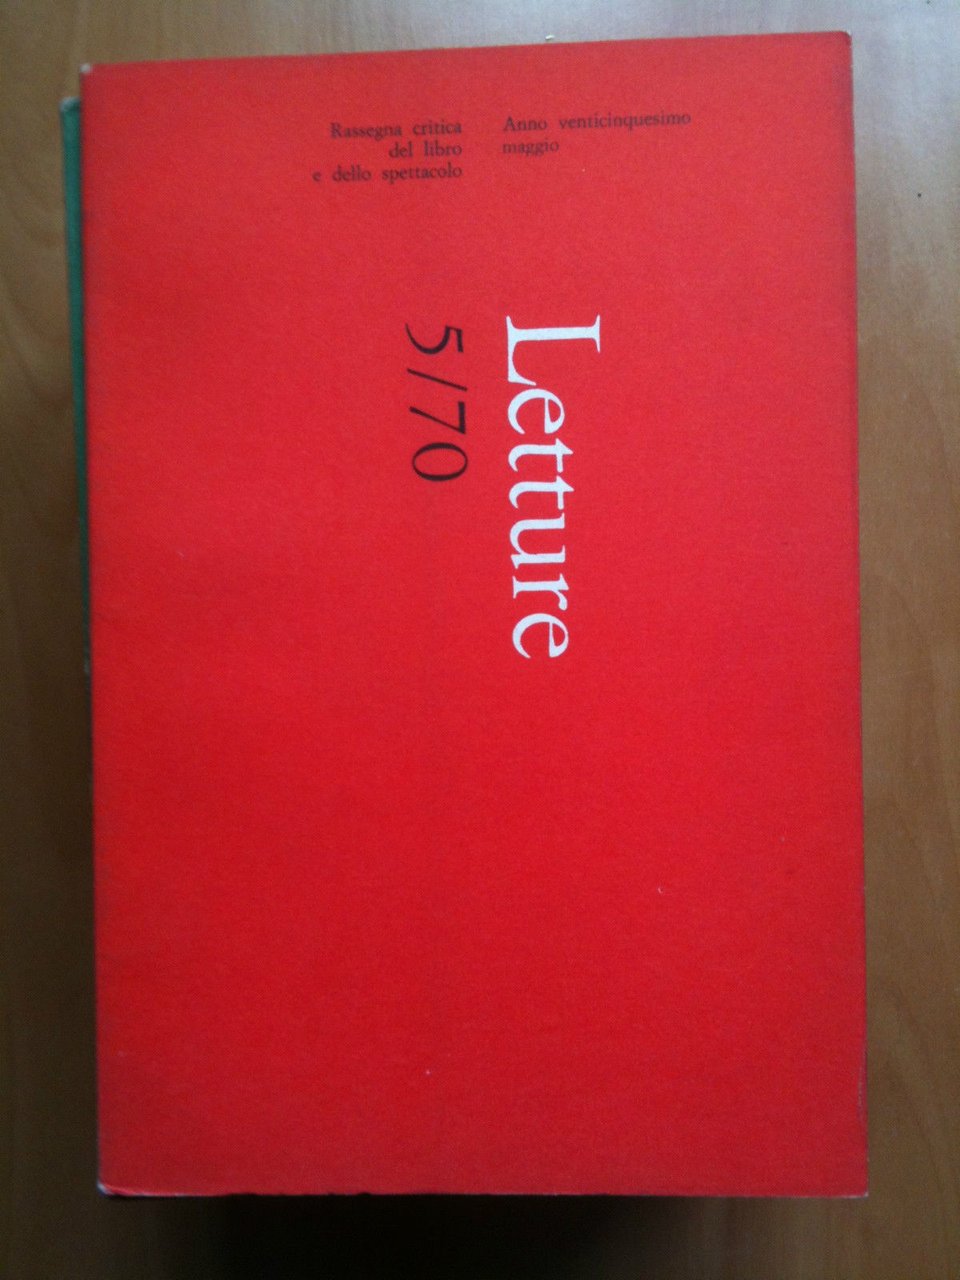 Rassegna critica
del libro
e dello spettacolo
Anno venticinquesimo
maggio
Letture
5/70